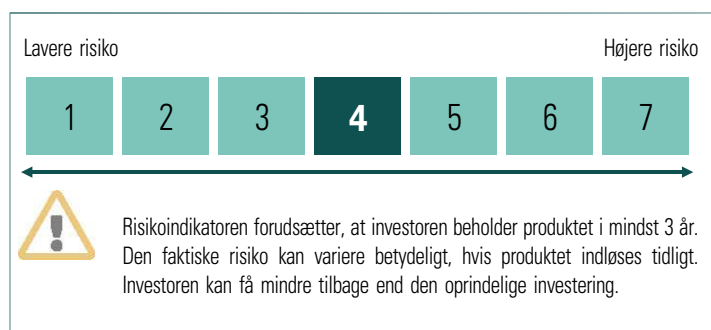 Lavere risiko Højere risiko
1 2 3 4 5 6 7
Risikoindikatoren forudsætter, at investoren beholder produktet i mindst 3 år.
Den faktiske risiko kan variere betydeligt, hvis produktet indløses tidligt.
Investoren kan få mindre tilbage end den oprindelige investering.